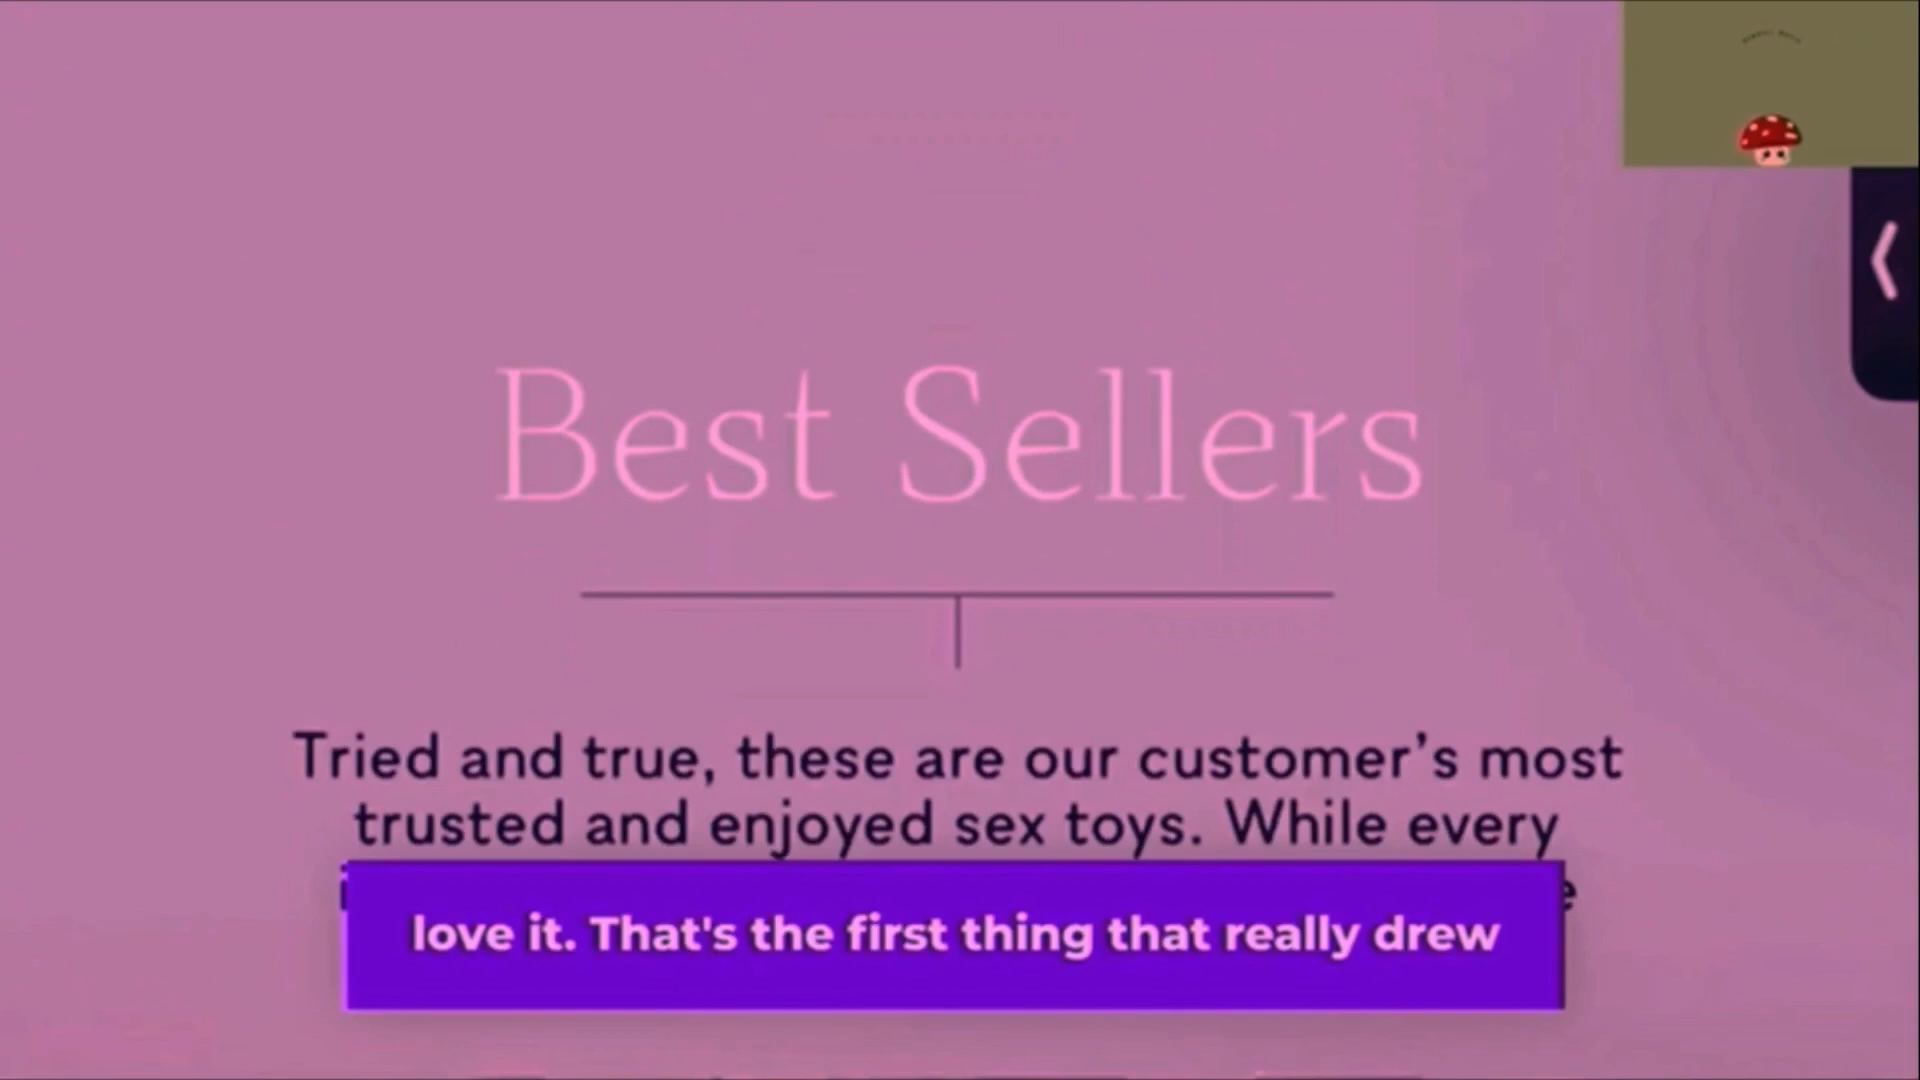 Best Sellers
Tried and true, these are our customer’s most
trusted and enjoyed sex toys. While every
love it. That's the first thing that really drew